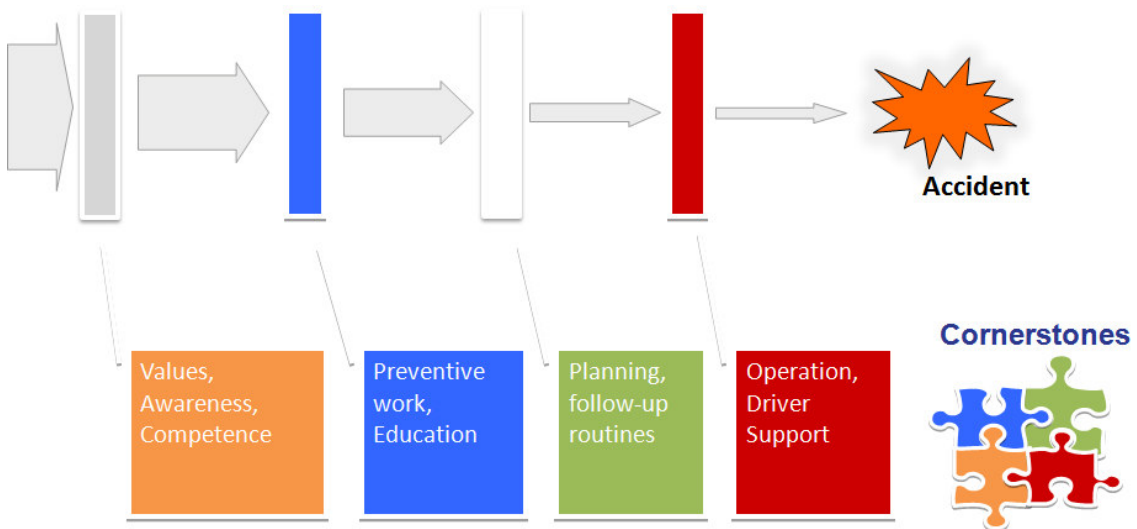 Accident
Values,
Awareness,
Competence
Preventive
work,
Education
Planning,
follow-up
routines
Operation,
Driver
Support
Cornerstones